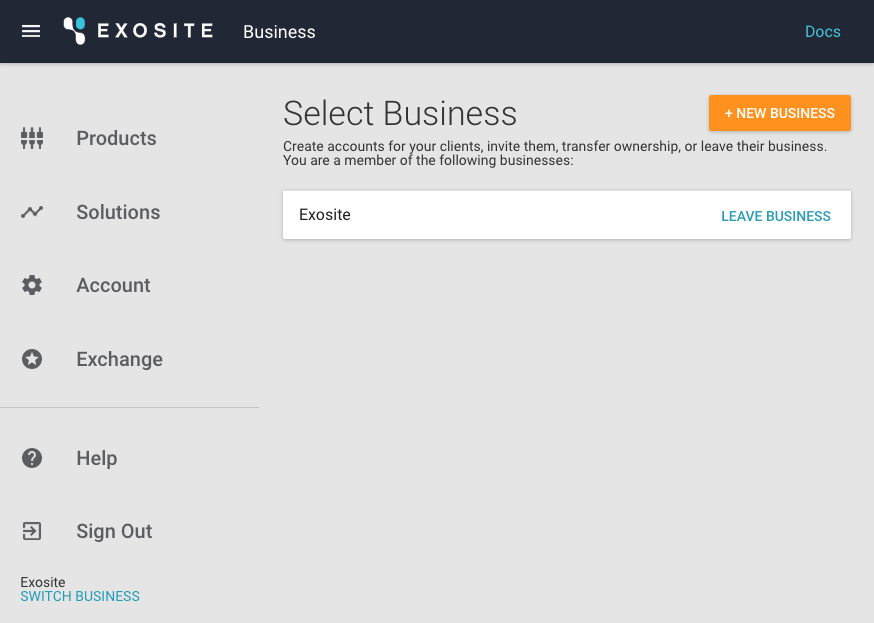 EXOSITE
Business
Docs
Products
Solutions
Account
Exchange
Help
Sign Out
Exosite
SWITCH BUSINESS
Select Business
+ NEW BUSINESS
Create accounts for your clients, invite them, transfer ownership, or leave their business.
You are a member of the following businesses:
Exosite
LEAVE BUSINESS